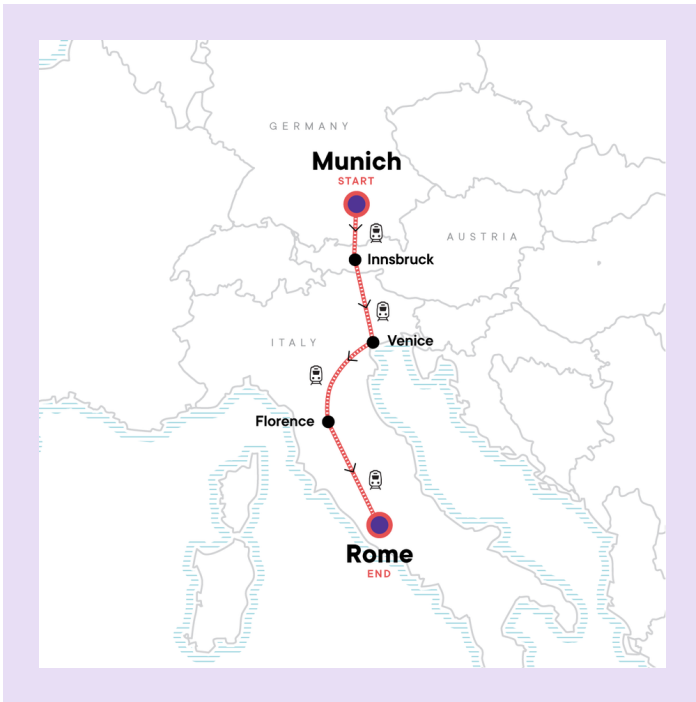 GERMANY
Munich
START
AUSTRIA
Innsbruck
ITALY
Venice
Florence
Rome
END